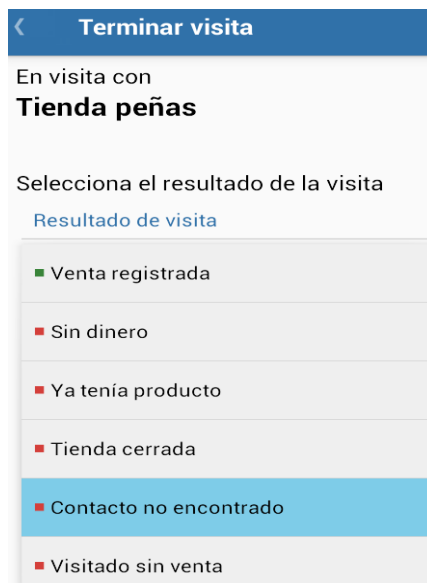 Terminar visita
En visita con
Tienda peñas
Selecciona el resultado de la visita
Resultado de visita
Venta registrada
Sin dinero
Ya tenía producto
Tienda cerrada
Contacto no encontrado
Visitado sin venta